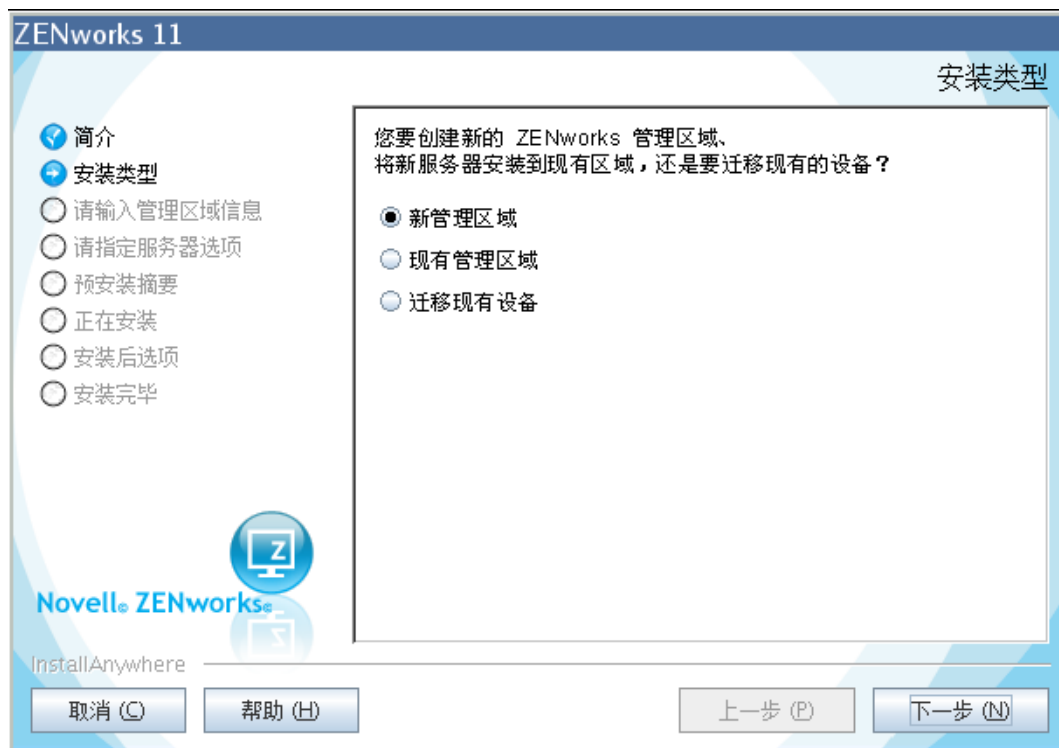 ZENworks 11
安装类型
简介
安装类型
请输入管理区域信息
请指定服务器选项
预安装摘要
正在安装
安装后选项
安装完毕
您要创建新的 ZENworks 管理区域、
将新服务器安装到现有区域，还是要迁移现有的设备？
新管理区域
现有管理区域
迁移现有设备
Z
Novell® ZENworks®
InstallAnywhere
取消 (C)
帮助 (H)
上一步 (P)
下一步 (N)